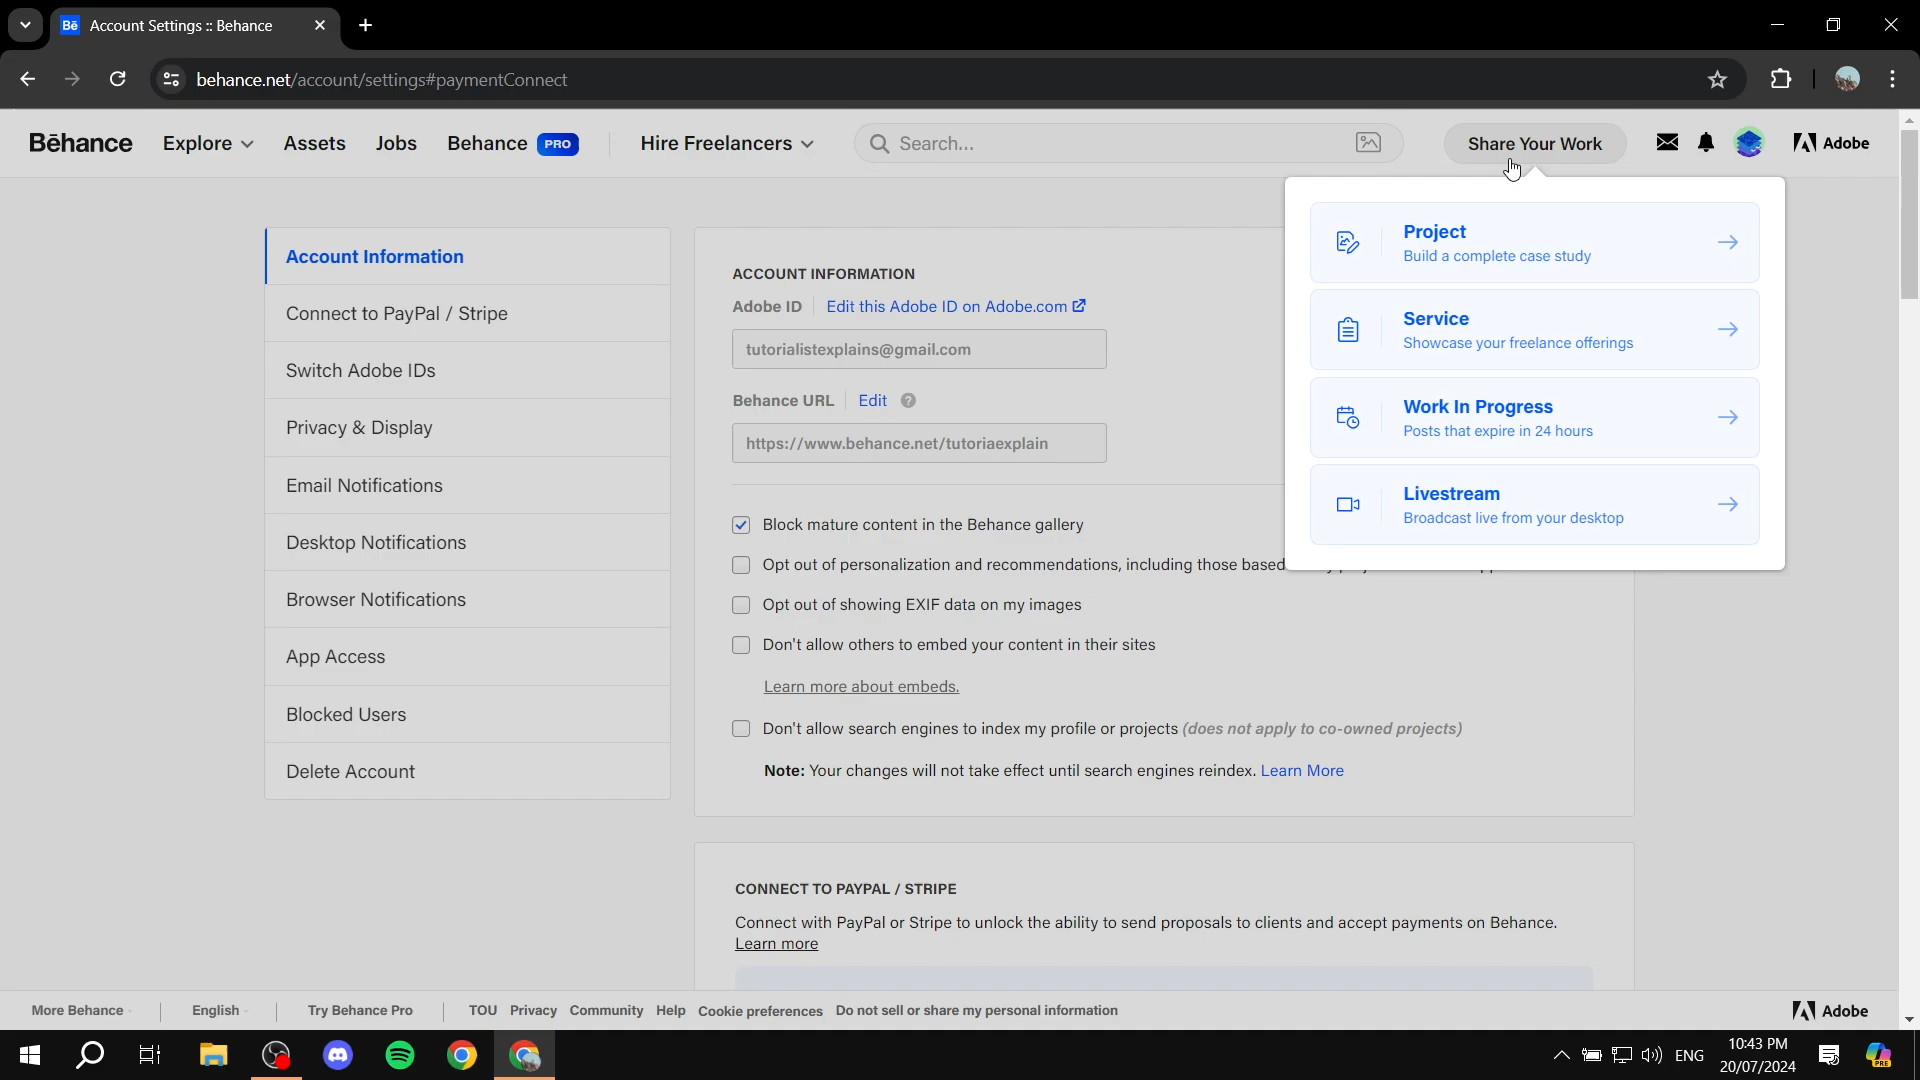 Bē Account Settings :: Behance
behance.net/account/settings#paymentConnect
Bēhance Explore Assets Jobs Behance PRO Hire Freelancers Search... Share Your Work Adobe
Account Information
Connect to PayPal / Stripe
Switch Adobe IDs
Privacy & Display
Email Notifications
Desktop Notifications
Browser Notifications
App Access
Blocked Users
Delete Account
ACCOUNT INFORMATION
Adobe ID Edit this Adobe ID on Adobe.com
tutorialistexplains@gmail.com
Behance URL Edit ?
https://www.behance.net/tutoriaexplain
Block mature content in the Behance gallery
Opt out of personalization and recommendations, including those based
Opt out of showing EXIF data on my images
Don't allow others to embed your content in their sites
Learn more about embeds.
Don't allow search engines to index my profile or projects (does not apply to co-owned projects)
Note: Your changes will not take effect until search engines reindex. Learn More
Project
Build a complete case study
Service
Showcase your freelance offerings
Work In Progress
Posts that expire in 24 hours
Livestream
Broadcast live from your desktop
CONNECT TO PAYPAL / STRIPE
Connect with PayPal or Stripe to unlock the ability to send proposals to clients and accept payments on Behance.
Learn more
More Behance English Try Behance Pro TOU Privacy Community Help Cookie preferences Do not sell or share my personal information Adobe
ENG
10:43 PM
20/07/2024
PRE